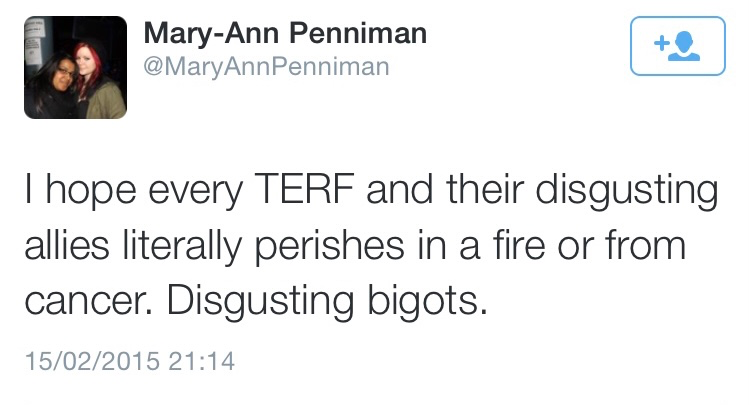 Mary-Ann Penniman
@MaryAnnPenniman
I hope every TERF and their disgusting
allies literally perishes in a fire or from
cancer. Disgusting bigots.
15/02/2015 21:14